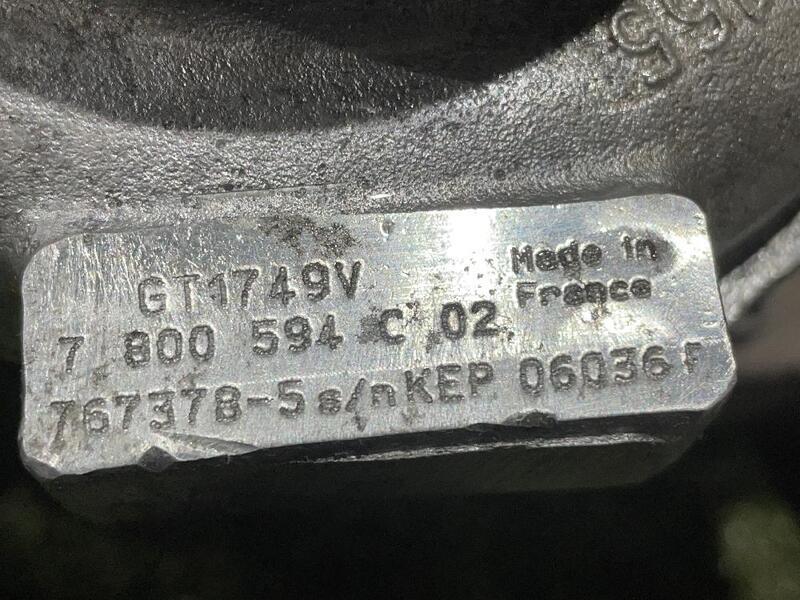 GT1749V
Made in
France
7 800 594 C 02
767378-5 s/n KEP 06036 F